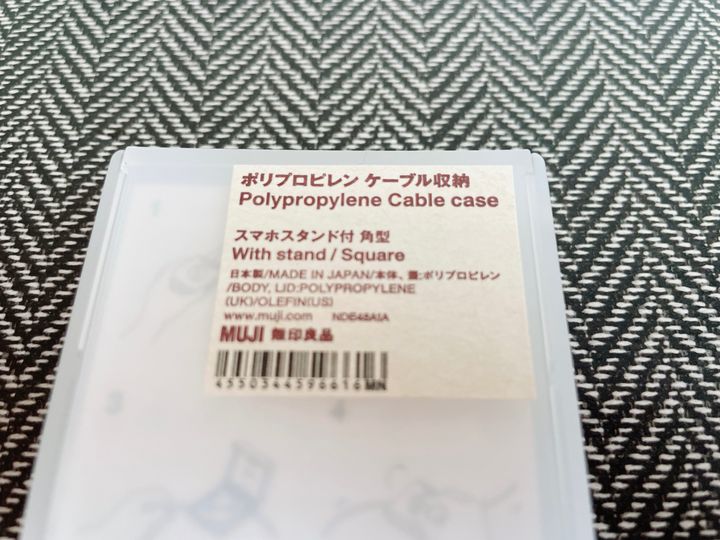 ポリプロピレン ケーブル収納
Polypropylene Cable case
スマホスタンド付 角型
With stand / Square
日本製/MADE IN JAPAN/本体、蓋:ポリプロピレン
/BODY, LID:POLYPROPYLENE
(UK)/OLEFIN(US)
www.muji.com
MUJI 無印良品
4550344596616MN
3
4